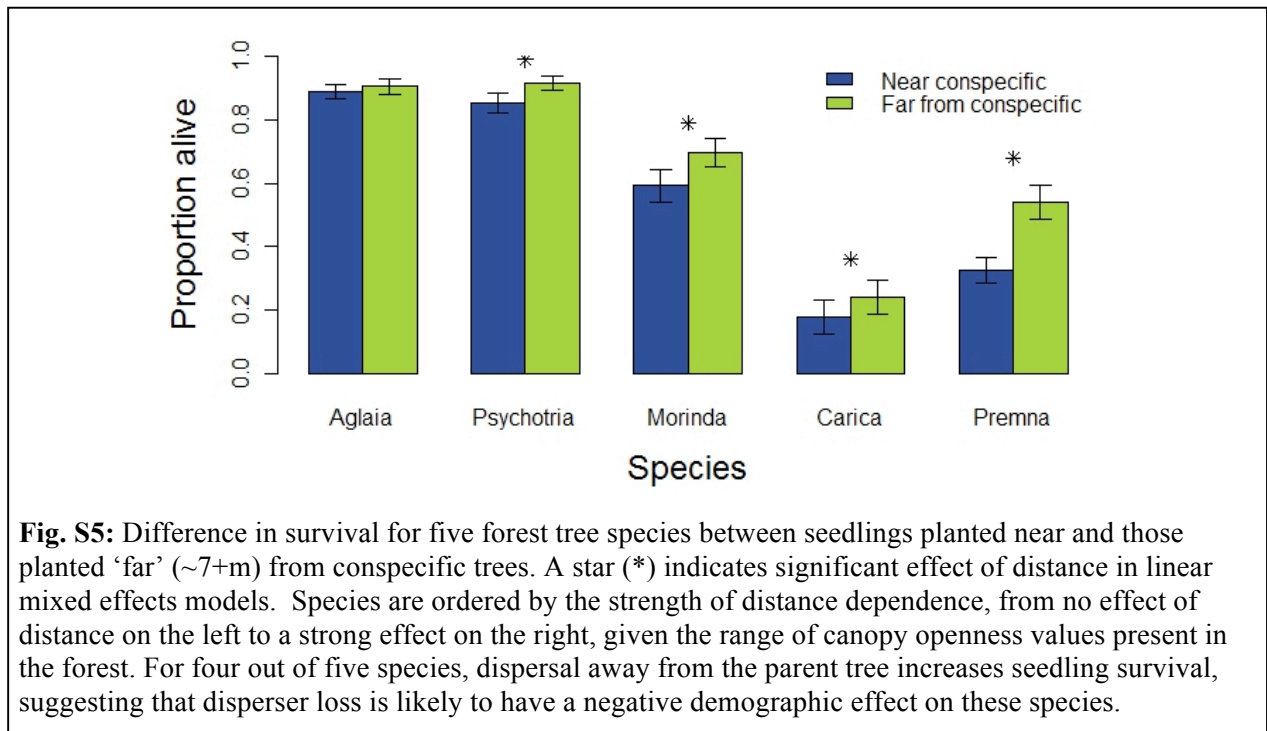 1.0
0.8
0.6
0.4
0.2
0.0
Proportion alive
*
*
*
*
Near conspecific
Far from conspecific
Aglaia Psychotria Morinda Carica Premna
Species
Fig. S5: Difference in survival for five forest tree species between seedlings planted near and those
planted ‘far’ (~7+m) from conspecific trees. A star (*) indicates significant effect of distance in linear
mixed effects models.  Species are ordered by the strength of distance dependence, from no effect of
distance on the left to a strong effect on the right, given the range of canopy openness values present in
the forest. For four out of five species, dispersal away from the parent tree increases seedling survival,
suggesting that disperser loss is likely to have a negative demographic effect on these species.